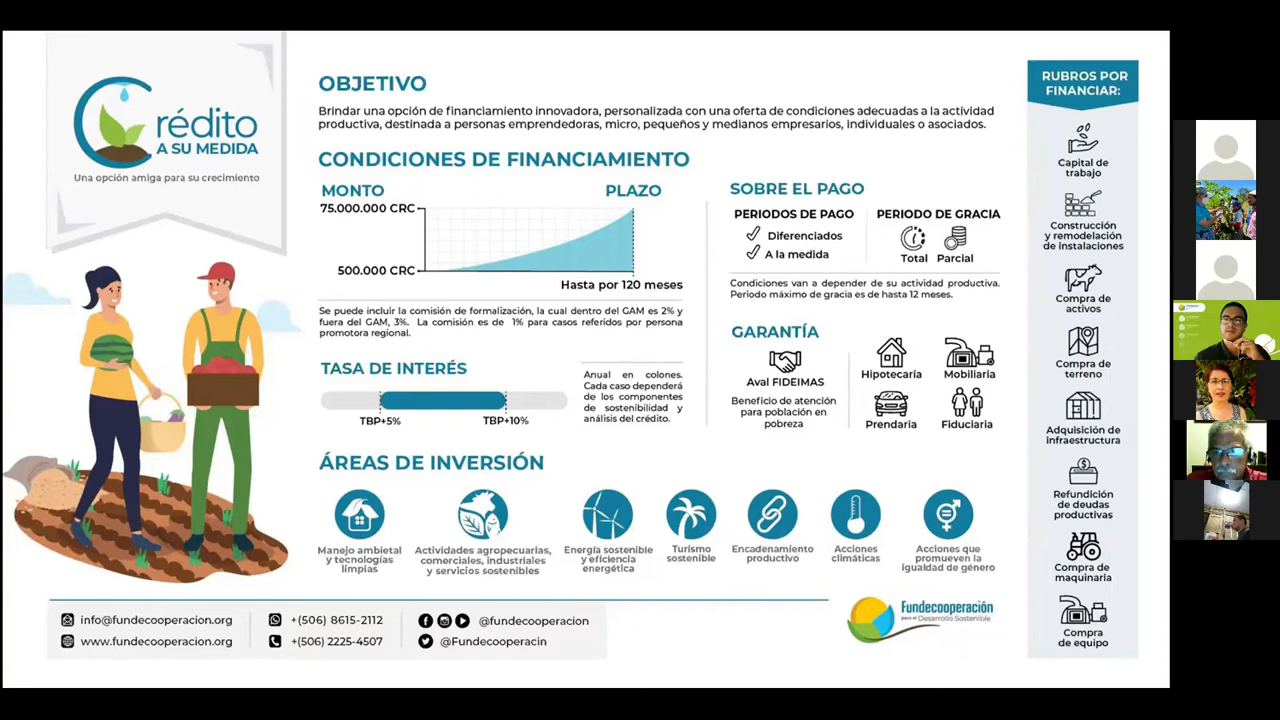 Crédito
A SU MEDIDA
Una opción amiga para su crecimiento
OBJETIVO
Brindar una opción de financiamiento innovadora, personalizada con una oferta de condiciones adecuadas a la actividad
productiva, destinada a personas emprendedoras, micro, pequeños y medianos empresarios, individuales o asociados.
CONDICIONES DE FINANCIAMIENTO
MONTO
PLAZO
75.000.000 CRC
500.000 CRC
Hasta por 120 meses
Se puede incluir la comisión de formalización, la cual dentro del GAM es 2% y
fuera del GAM, 3%. La comisión es de 1% para casos referidos por persona
promotora regional.
TASA DE INTERÉS
TBP+5%
TBP+10%
Anual en colones.
Cada caso dependerá
de los componentes
de sostenibilidad y
análisis del crédito.
SOBRE EL PAGO
PERIODOS DE PAGO
Diferenciados
A la medida
PERIODO DE GRACIA
Total
Parcial
Condiciones van a depender de su actividad productiva.
Periodo máximo de gracia es de hasta 12 meses.
GARANTÍA
Aval FIDEIMAS
Beneficio de atención
para población en
pobreza
Hipotecaria
Mobiliaria
Prendaria
Fiduciaria
ÁREAS DE INVERSIÓN
Manejo ambietal
y tecnologías
limpias
Actividades agropecuarias,
comerciales, industriales
y servicios sostenibles
Energía sostenible
y eficiencia
energética
Turismo
sostenible
Encadenamiento
productivo
Acciones
climáticas
Acciones que
promueven la
igualdad de género
RUBROS POR
FINANCIAR:
Capital de
trabajo
Construcción
y remodelación
de instalaciones
Compra de
activos
Compra de
terreno
Adquisición de
infraestructura
Refundición
de deudas
productivas
Compra de
maquinaria
Compra
de equipo
info@fundecooperacion.org
www.fundecooperacion.org
+(506) 8615-2112
+(506) 2225-4507
@fundecooperacion
@Fundecooperacin
Fundecooperación
para el Desarrollo Sostenible